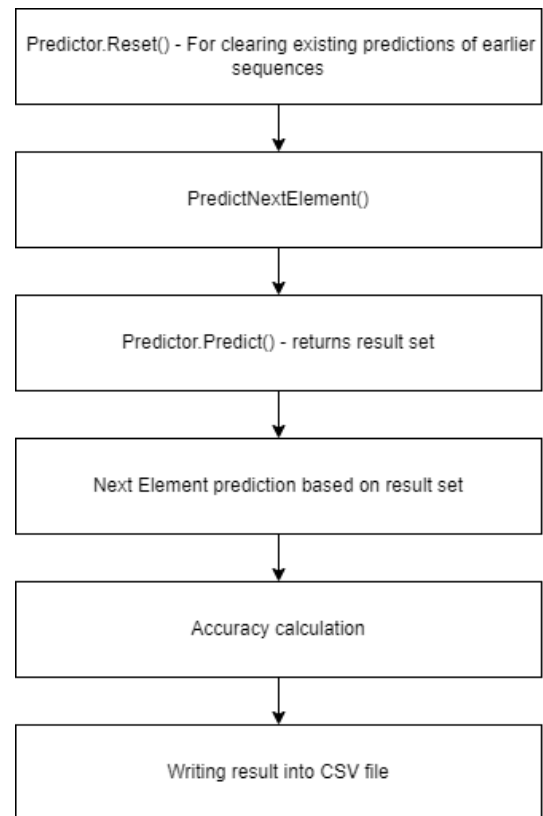 Predictor.Reset() - For clearing existing predictions of earlier
sequences
PredictNextElement()
Predictor.Predict() - returns result set
Next Element prediction based on result set
Accuracy calculation
Writing result into CSV file